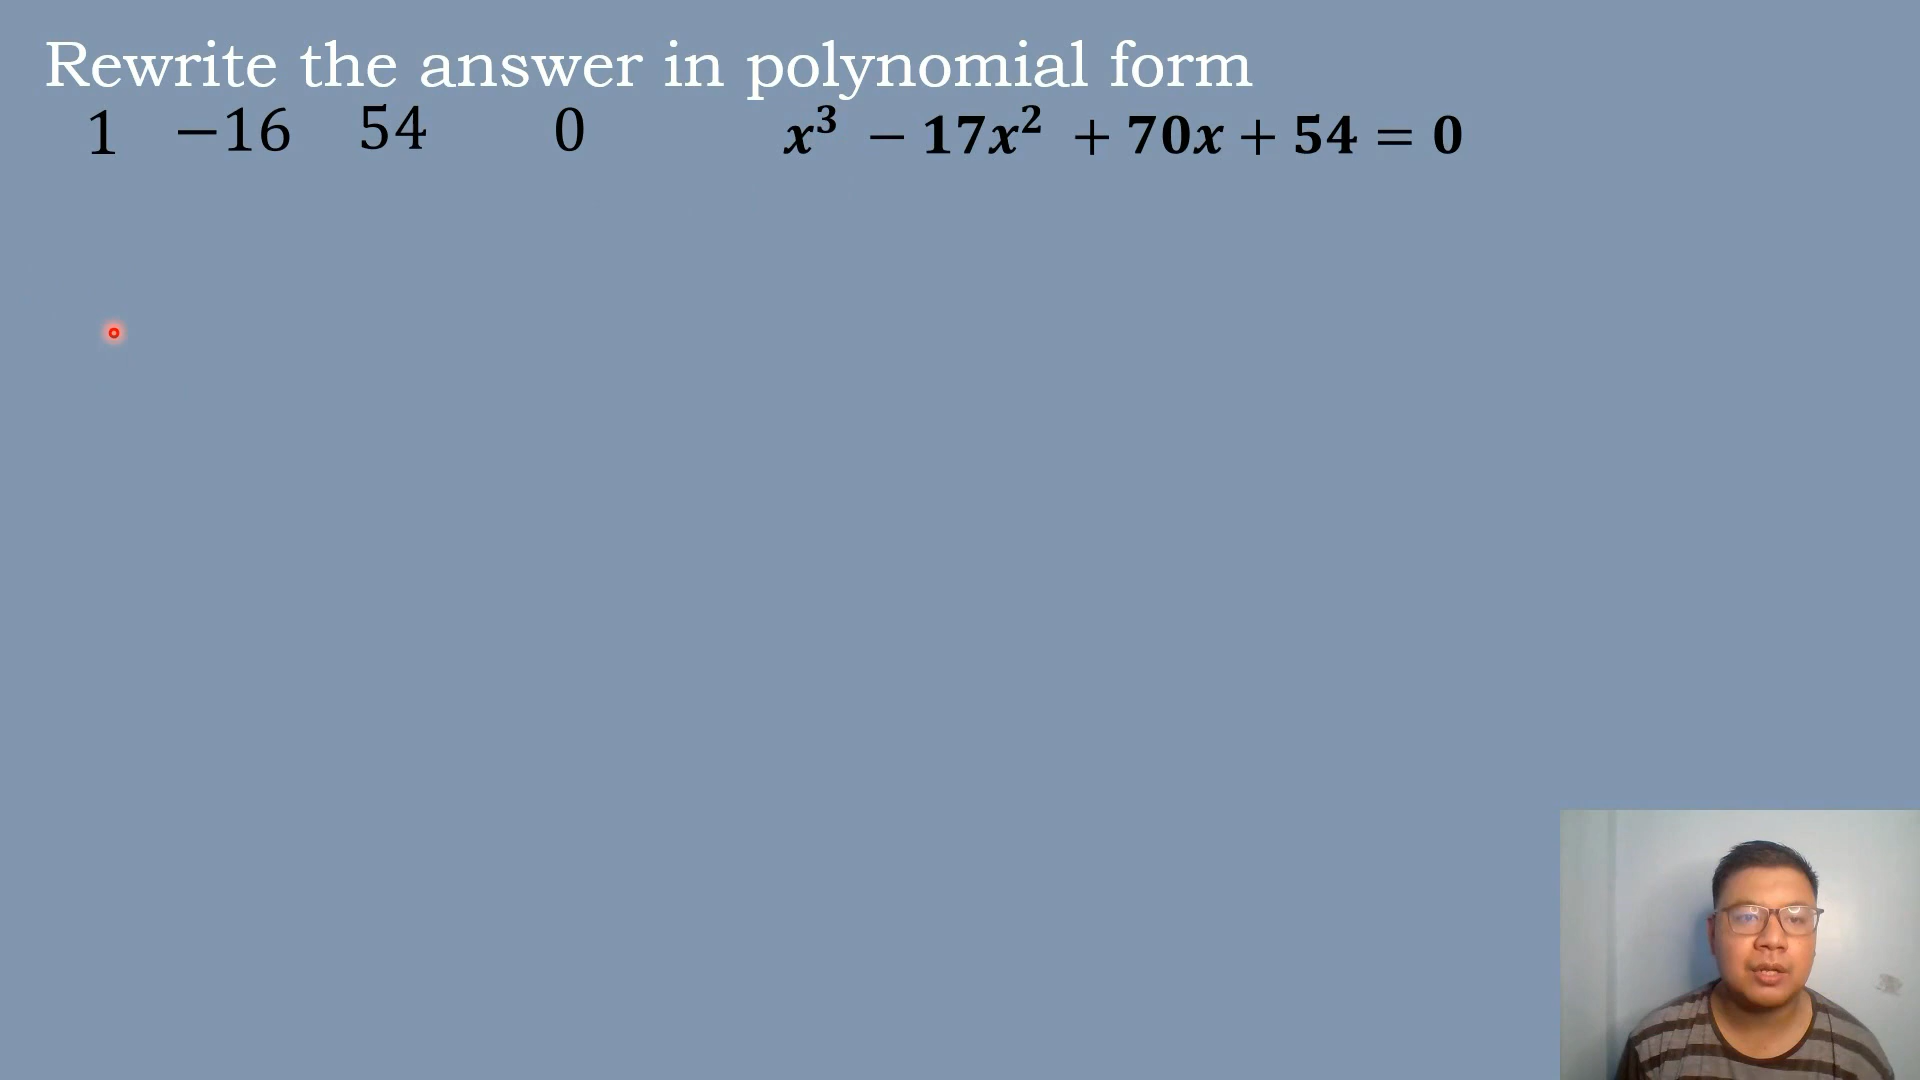 Rewrite the answer in polynomial form
1 −16 54 0 x³ − 17x² + 70x + 54 = 0